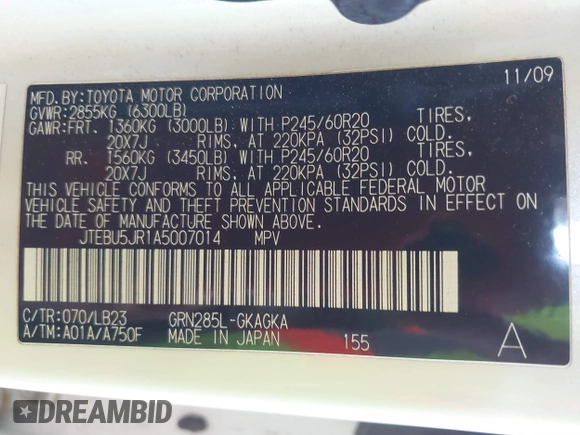 11/09
MFD.BY:TOYOTA MOTOR CORPORATION
GVWR:2855KG (6300LB)
GAWR:FRT. 1360KG (3000LB) WITH P245/60R20 TIRES,
20X7J RIMS, AT 220KPA (32PSI) COLD.
RR. 1560KG (3450LB) WITH P245/60R20 TIRES,
20X7J RIMS, AT 220KPA (32PSI) COLD.
THIS VEHICLE CONFORMS TO ALL APPLICABLE FEDERAL MOTOR
VEHICLE SAFETY AND THEFT PREVENTION STANDARDS IN EFFECT ON
THE DATE OF MANUFACTURE SHOWN ABOVE.
JTEBU5JR1A5007014 MPV
C/TR:070/LB23 GRN285L-GKAGKA
A/TM:A01A/A750F MADE IN JAPAN 155 A
DREAMBID